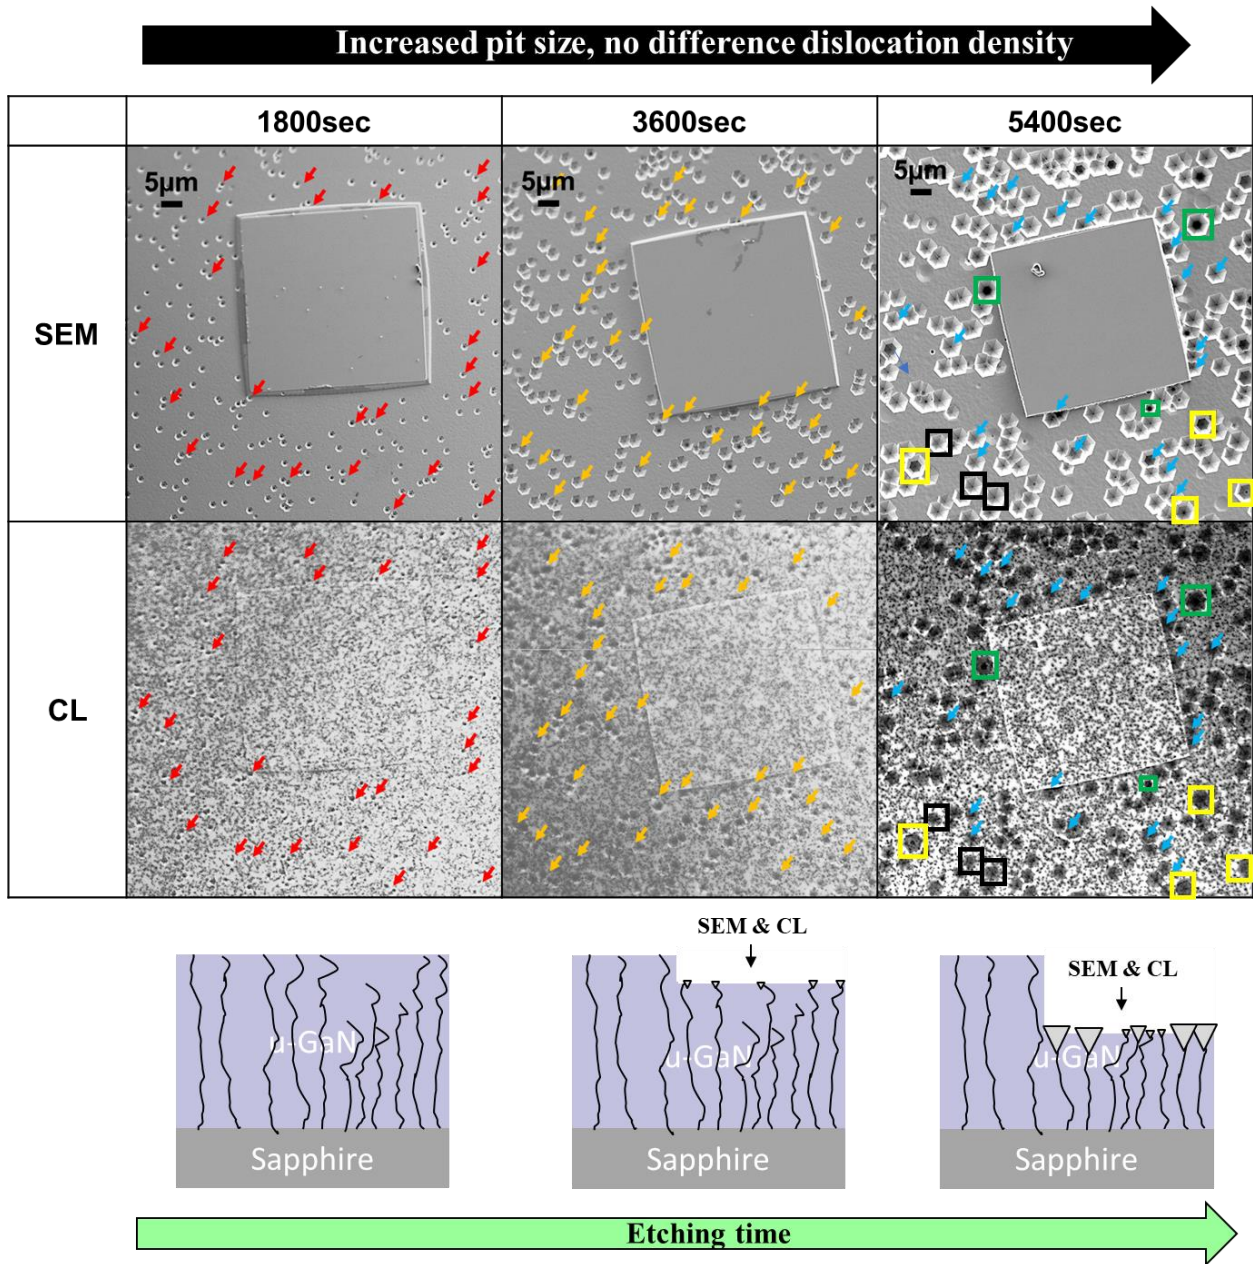 Increased pit size, no difference dislocation density
1800sec
3600sec
5400sec
SEM
5μm
5μm
5μm
CL
SEM & CL
SEM & CL
u-GaN
u-GaN
u-GaN
Sapphire
Sapphire
Sapphire
Etching time